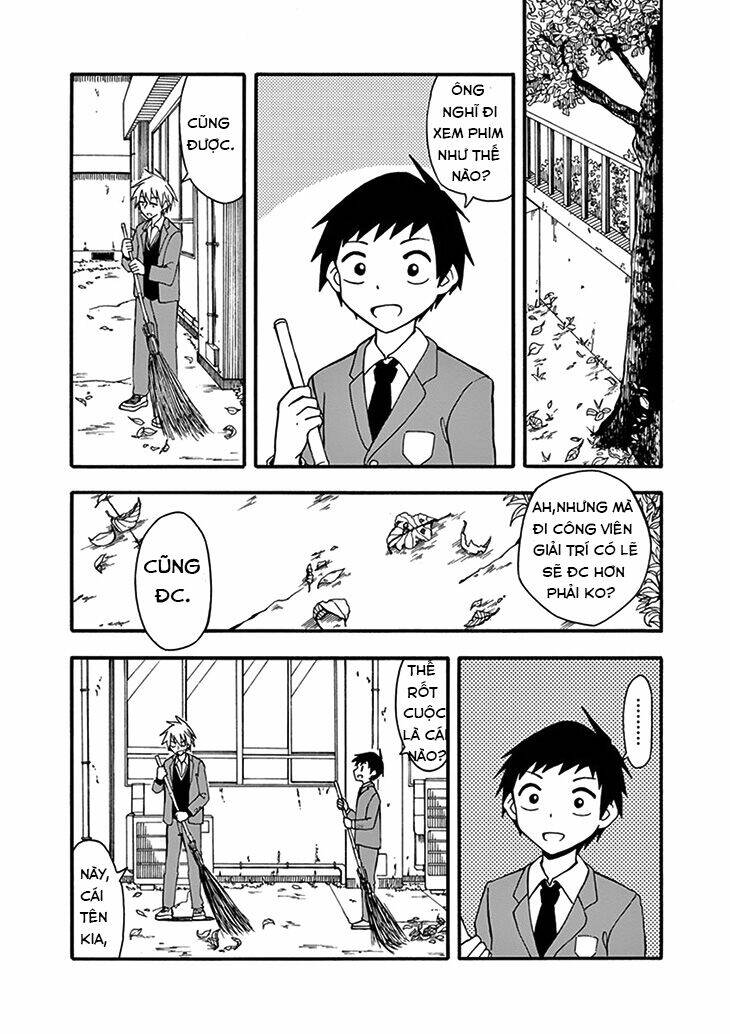 ÔNG
NGHĨ ĐI
XEM PHIM
NHƯ THẾ
NÀO?
CŨNG
ĐƯỢC.
AH,NHƯNG MÀ
ĐI CÔNG VIÊN
GIẢI TRÍ CÓ LẼ
SẼ ĐC HƠN
PHẢI KO?
CŨNG
ĐC.
.........
THẾ
RỐT
CUỘC
LÀ CÁI
NÀO?
NÀY,
CÁI
TÊN
KIA,